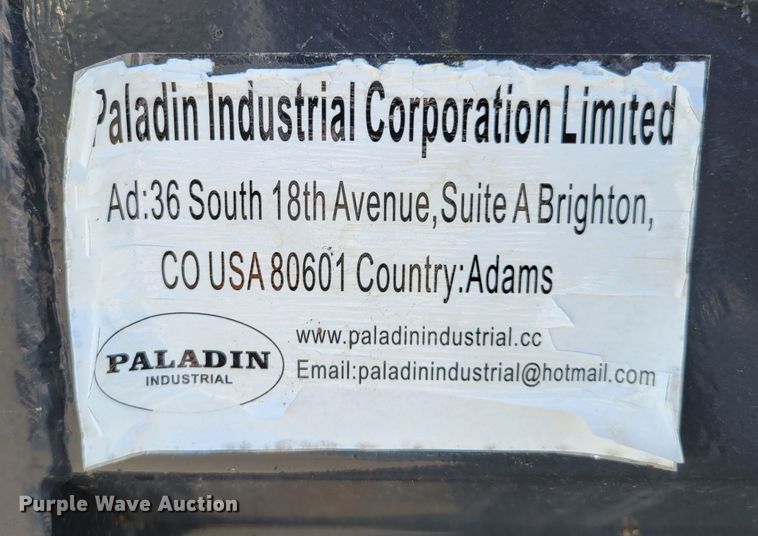 Paladin Industrial Corporation Limited
Ad:36 South 18th Avenue,Suite A Brighton,
CO USA 80601 Country:Adams
PALADIN
INDUSTRIAL
www.paladinindustrial.cc
Email:paladinindustrial@hotmail.com
Purple Wave Auction